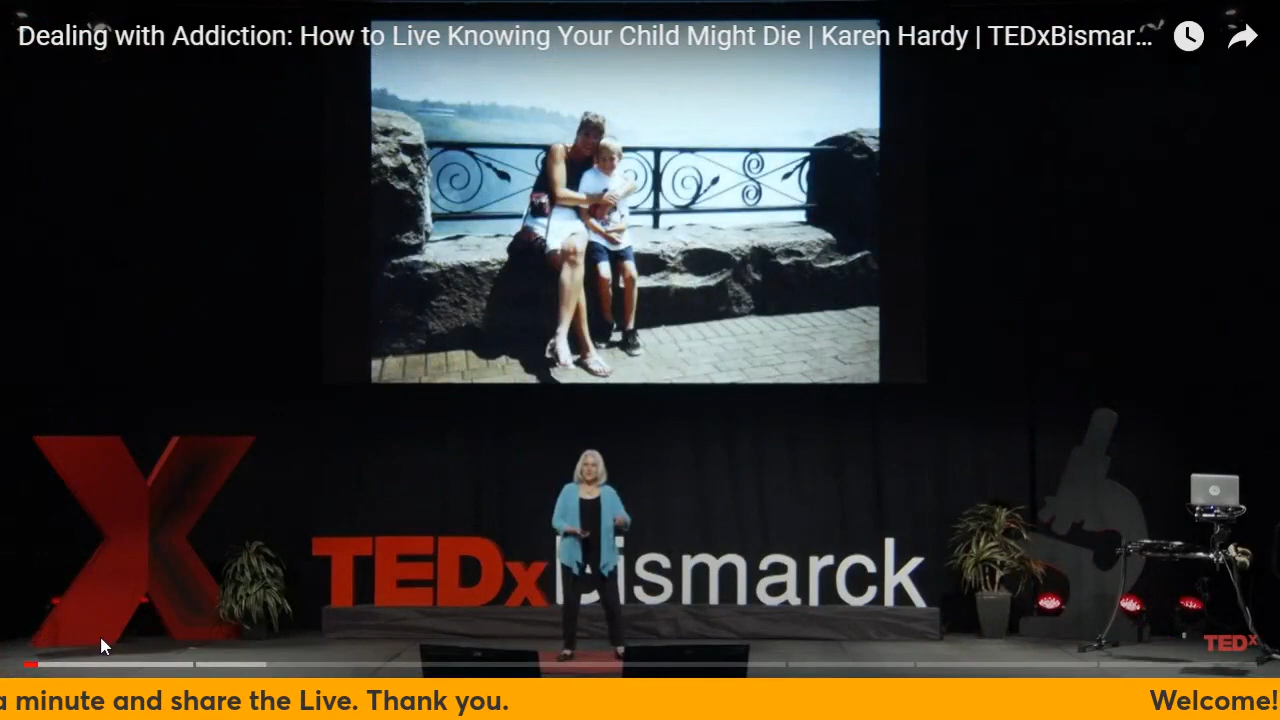 Dealing with Addiction: How to Live Knowing Your Child Might Die | Karen Hardy | TEDxBismar...
X
TEDxBismarck
TEDx
a minute and share the Live. Thank you.
Welcome!